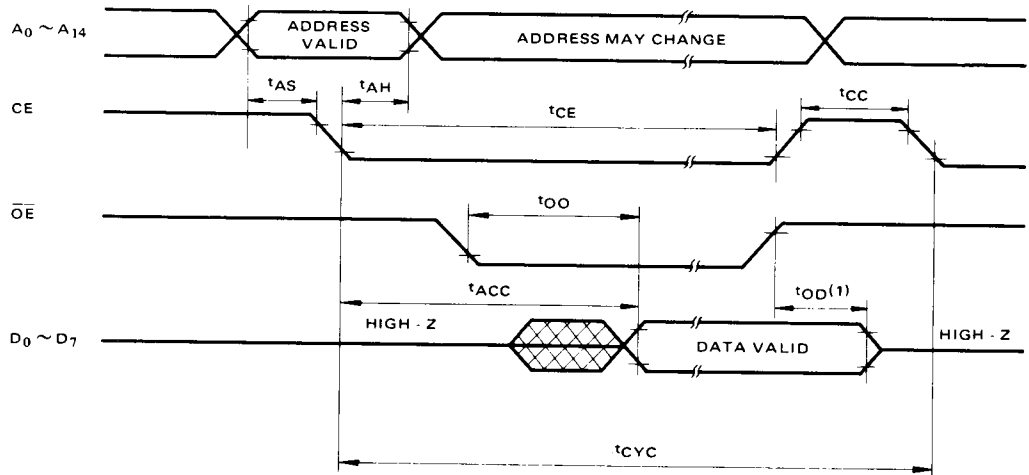 A0 ~ A14
ADDRESS
VALID
ADDRESS MAY CHANGE
tAS
tAH
CE
tCE
tCC
OE
tOO
tACC
tOD(1)
D0 ~ D7
HIGH - Z
DATA VALID
HIGH - Z
tCYC